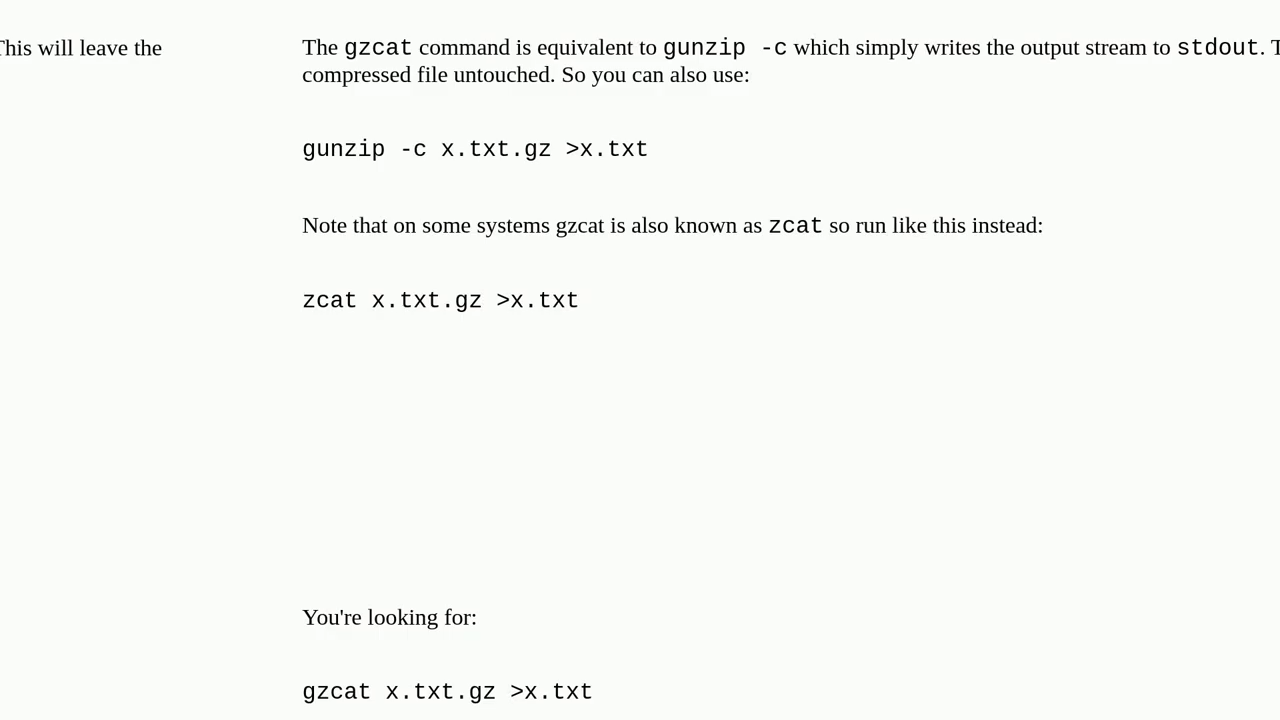 The gzcat command is equivalent to gunzip -c which simply writes the output stream to stdout. This will leave the
compressed file untouched. So you can also use:
gunzip -c x.txt.gz >x.txt
Note that on some systems gzcat is also known as zcat so run like this instead:
zcat x.txt.gz >x.txt
You're looking for:
gzcat x.txt.gz >x.txt